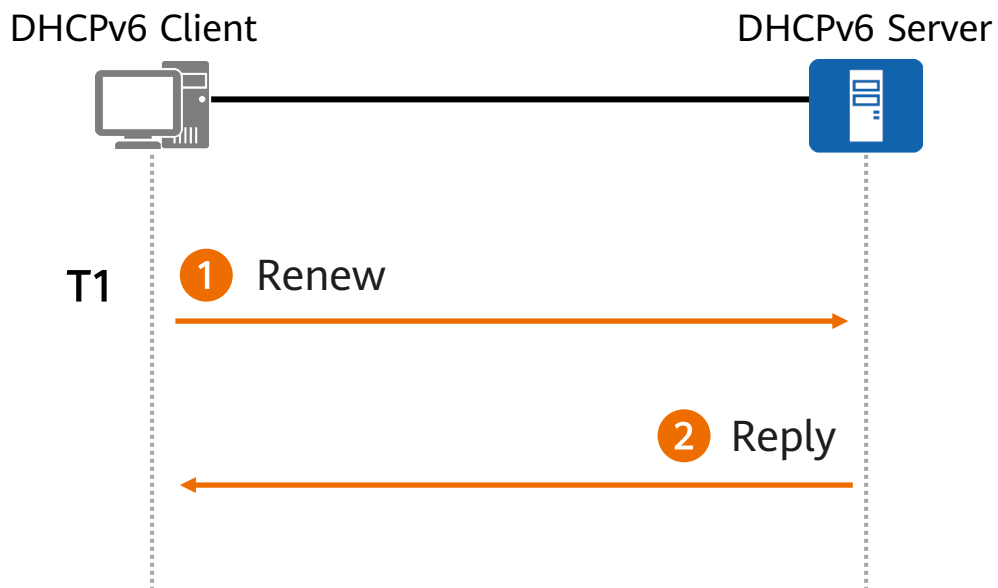 DHCPv6 Client
DHCPv6 Server
T1
1 Renew
2 Reply